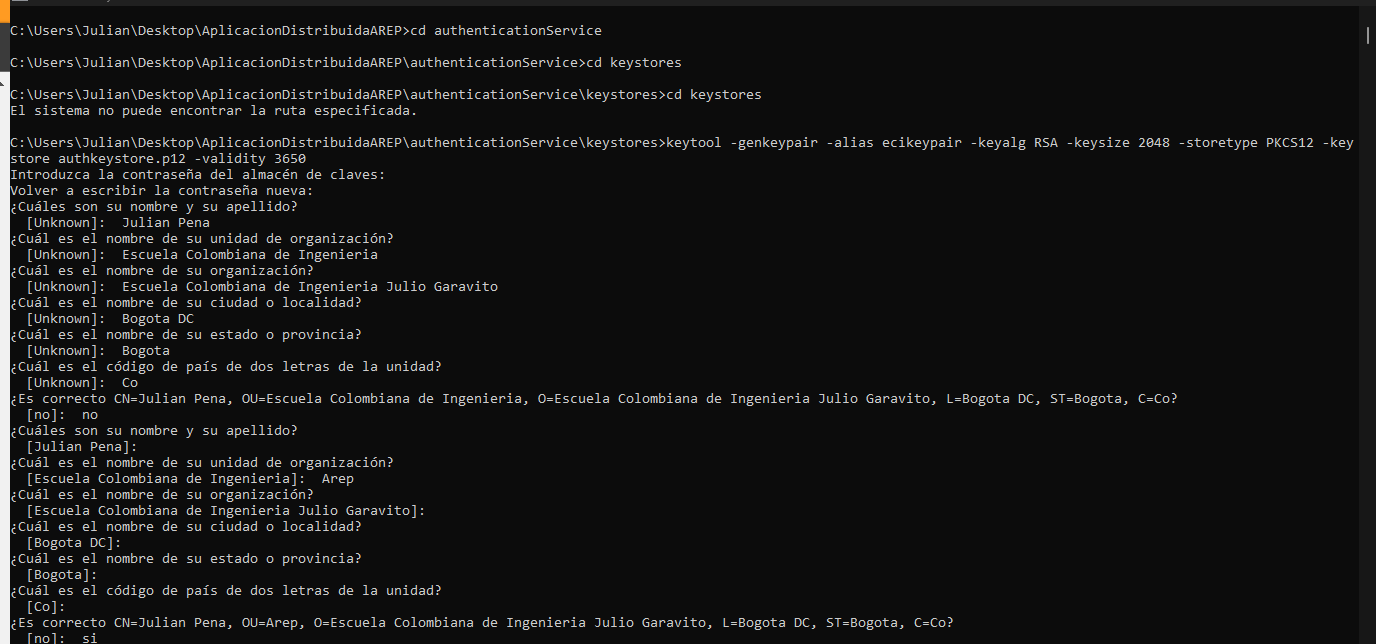 C:\Users\Julian\Desktop\AplicacionDistribuidaAREP>cd authenticationService
C:\Users\Julian\Desktop\AplicacionDistribuidaAREP\authenticationService>cd keystores
C:\Users\Julian\Desktop\AplicacionDistribuidaAREP\authenticationService\keystores>cd keystores
El sistema no puede encontrar la ruta especificada.
C:\Users\Julian\Desktop\AplicacionDistribuidaAREP\authenticationService\keystores>keytool -genkeypair -alias ecikeypair -keyalg RSA -keysize 2048 -storetype PKCS12 -key
store authkeystore.p12 -validity 3650
Introduzca la contraseña del almacén de claves:
Volver a escribir la contraseña nueva:
¿Cuáles son su nombre y su apellido?
[Unknown]:  Julian Pena
¿Cuál es el nombre de su unidad de organización?
[Unknown]:  Escuela Colombiana de Ingenieria
¿Cuál es el nombre de su organización?
[Unknown]:  Escuela Colombiana de Ingenieria Julio Garavito
¿Cuál es el nombre de su ciudad o localidad?
[Unknown]:  Bogota DC
¿Cuál es el nombre de su estado o provincia?
[Unknown]:  Bogota
¿Cuál es el código de país de dos letras de la unidad?
[Unknown]:  Co
¿Es correcto CN=Julian Pena, OU=Escuela Colombiana de Ingenieria, O=Escuela Colombiana de Ingenieria Julio Garavito, L=Bogota DC, ST=Bogota, C=Co?
[no]:  no
¿Cuáles son su nombre y su apellido?
[Julian Pena]:
¿Cuál es el nombre de su unidad de organización?
[Escuela Colombiana de Ingenieria]:  Arep
¿Cuál es el nombre de su organización?
[Escuela Colombiana de Ingenieria Julio Garavito]:
¿Cuál es el nombre de su ciudad o localidad?
[Bogota DC]:
¿Cuál es el nombre de su estado o provincia?
[Bogota]:
¿Cuál es el código de país de dos letras de la unidad?
[Co]:
¿Es correcto CN=Julian Pena, OU=Arep, O=Escuela Colombiana de Ingenieria Julio Garavito, L=Bogota DC, ST=Bogota, C=Co?
[no]:  si